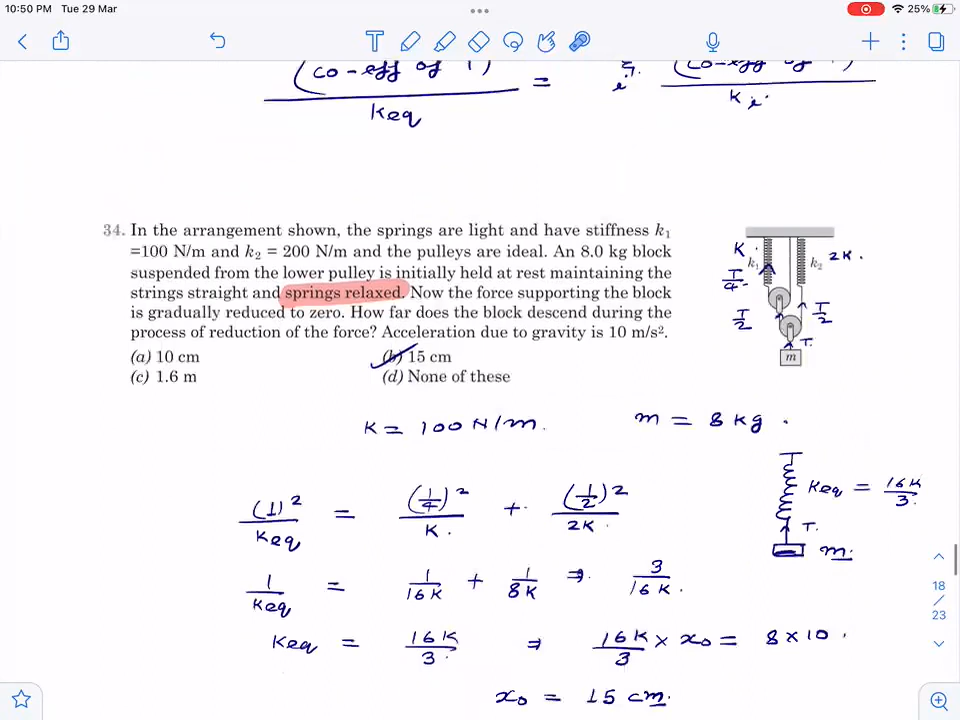 10:50 PM Tue 29 Mar
25%
(co-eff of T)
(co-eff of T)
=
keq
Ki
34. In the arrangement shown, the springs are light and have stiffness k₁
=100 N/m and k₂ = 200 N/m and the pulleys are ideal. An 8.0 kg block
suspended from the lower pulley is initially held at rest maintaining the
strings straight and springs relaxed. Now the force supporting the block
is gradually reduced to zero. How far does the block descend during the
process of reduction of the force? Acceleration due to gravity is 10 m/s².
(a) 10 cm (b) 15 cm
(c) 1.6 m (d) None of these
K k₁ k₂ 2K.
T/4
T/2 T/2
T.
m
K = 100 N/m. m = 8 kg.
(1)²/keq = (1/4)²/K. + (1/2)²/2K.
keq = 16K/3
T.
m.
1/keq = 1/16K + 1/8K ⇒ 3/16K.
keq = 16K/3 ⇒ 16K/3 × x₀ = 8×10.
x₀ = 15 cm.
18
/
23